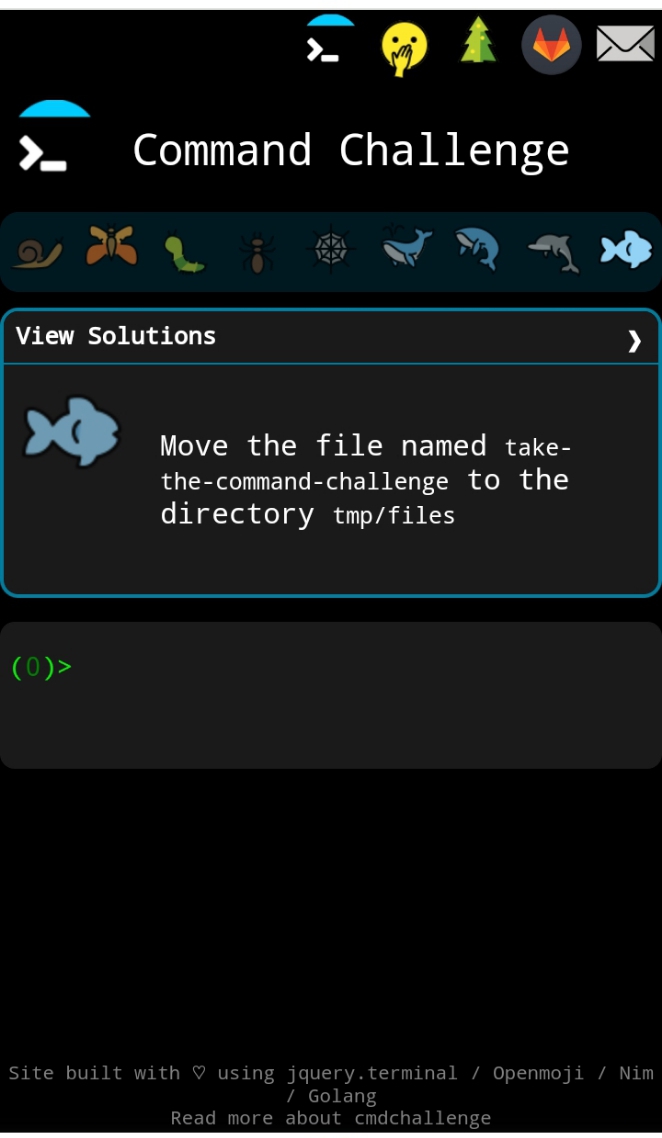 Command Challenge
View Solutions ❯
Move the file named take-
the-command-challenge to the
directory tmp/files
(0)>
Site built with ♡ using jquery.terminal / Openmoji / Nim
/ Golang
Read more about cmdchallenge